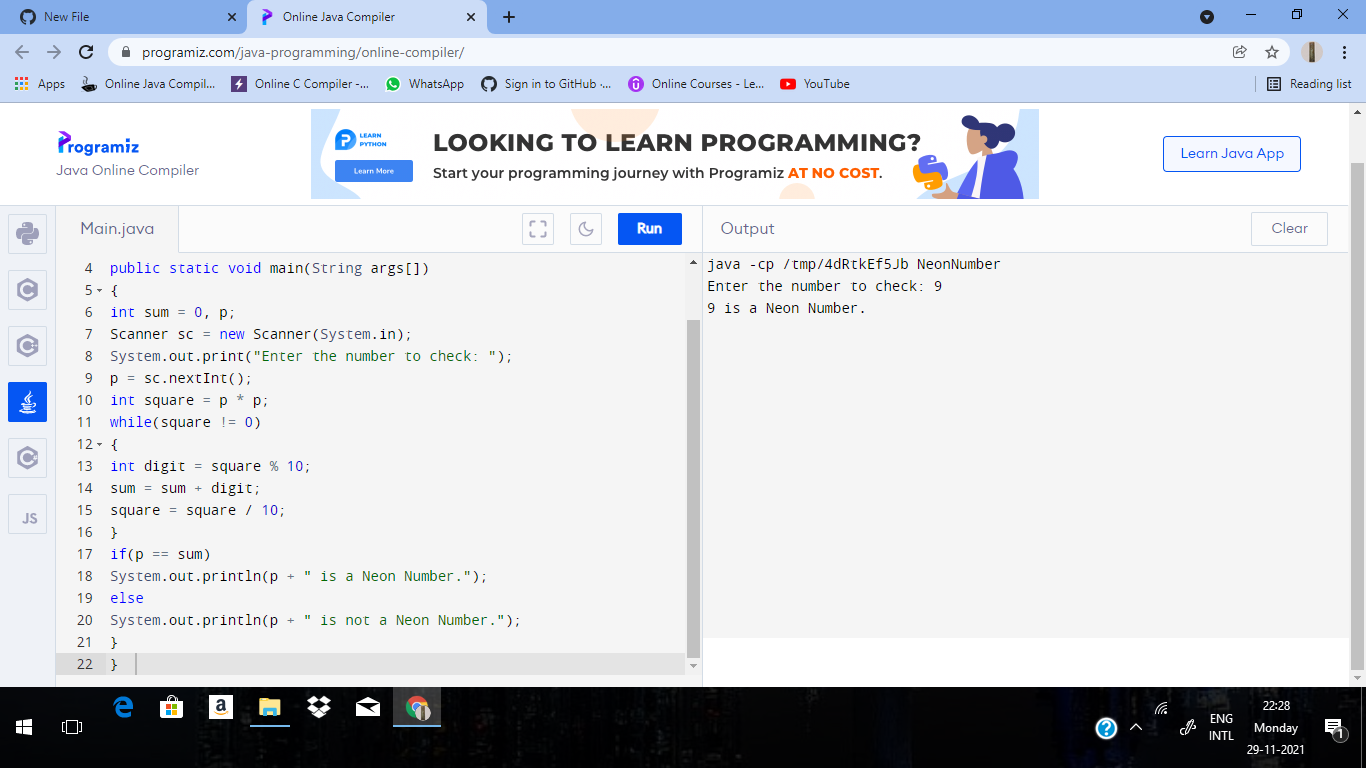 New File
Online Java Compiler
programiz.com/java-programming/online-compiler/
Apps
Online Java Compil...
Online C Compiler -...
WhatsApp
Sign in to GitHub ·...
Online Courses - Le...
YouTube
Reading list
Programiz
Java Online Compiler
LEARN
PYTHON
Learn More
LOOKING TO LEARN PROGRAMMING?
Start your programming journey with Programiz AT NO COST.
Learn Java App
Main.java
Run
Output
Clear
JS
4 public static void main(String args[])
5 {
6 int sum = 0, p;
7 Scanner sc = new Scanner(System.in);
8 System.out.print("Enter the number to check: ");
9 p = sc.nextInt();
10 int square = p * p;
11 while(square != 0)
12 {
13 int digit = square % 10;
14 sum = sum + digit;
15 square = square / 10;
16 }
17 if(p == sum)
18 System.out.println(p + " is a Neon Number.");
19 else
20 System.out.println(p + " is not a Neon Number.");
21 }
22 }
java -cp /tmp/4dRtkEf5Jb NeonNumber
Enter the number to check: 9
9 is a Neon Number.
ENG
INTL
22:28
Monday
29-11-2021
1